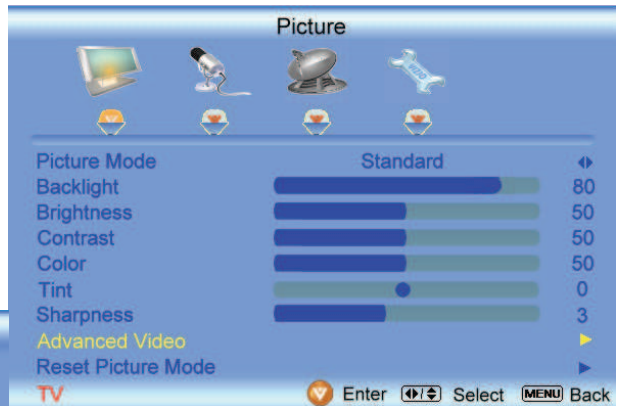 Picture
Picture Mode Standard
Backlight 80
Brightness 50
Contrast 50
Color 50
Tint 0
Sharpness 3
Advanced Video
Reset Picture Mode
TV Enter Select MENU Back